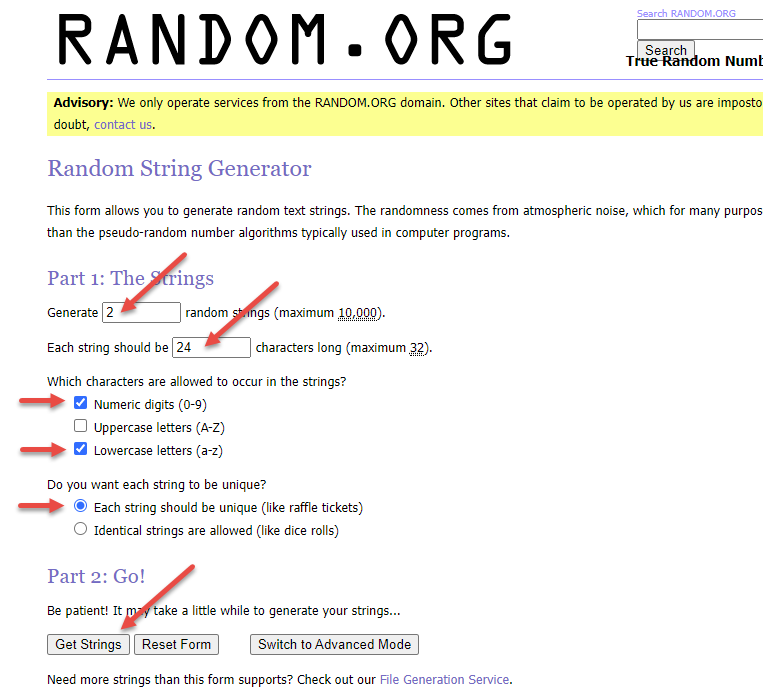 RANDOM.ORG
Search RANDOM.ORG
Search
True Random Numb
Advisory: We only operate services from the RANDOM.ORG domain. Other sites that claim to be operated by us are imposto
doubt, contact us.
Random String Generator
This form allows you to generate random text strings. The randomness comes from atmospheric noise, which for many purpos
than the pseudo-random number algorithms typically used in computer programs.
Part 1: The Strings
Generate 2 random strings (maximum 10,000).
Each string should be 24 characters long (maximum 32).
Which characters are allowed to occur in the strings?
Numeric digits (0-9)
Uppercase letters (A-Z)
Lowercase letters (a-z)
Do you want each string to be unique?
Each string should be unique (like raffle tickets)
Identical strings are allowed (like dice rolls)
Part 2: Go!
Be patient! It may take a little while to generate your strings...
Get Strings Reset Form Switch to Advanced Mode
Need more strings than this form supports? Check out our File Generation Service.